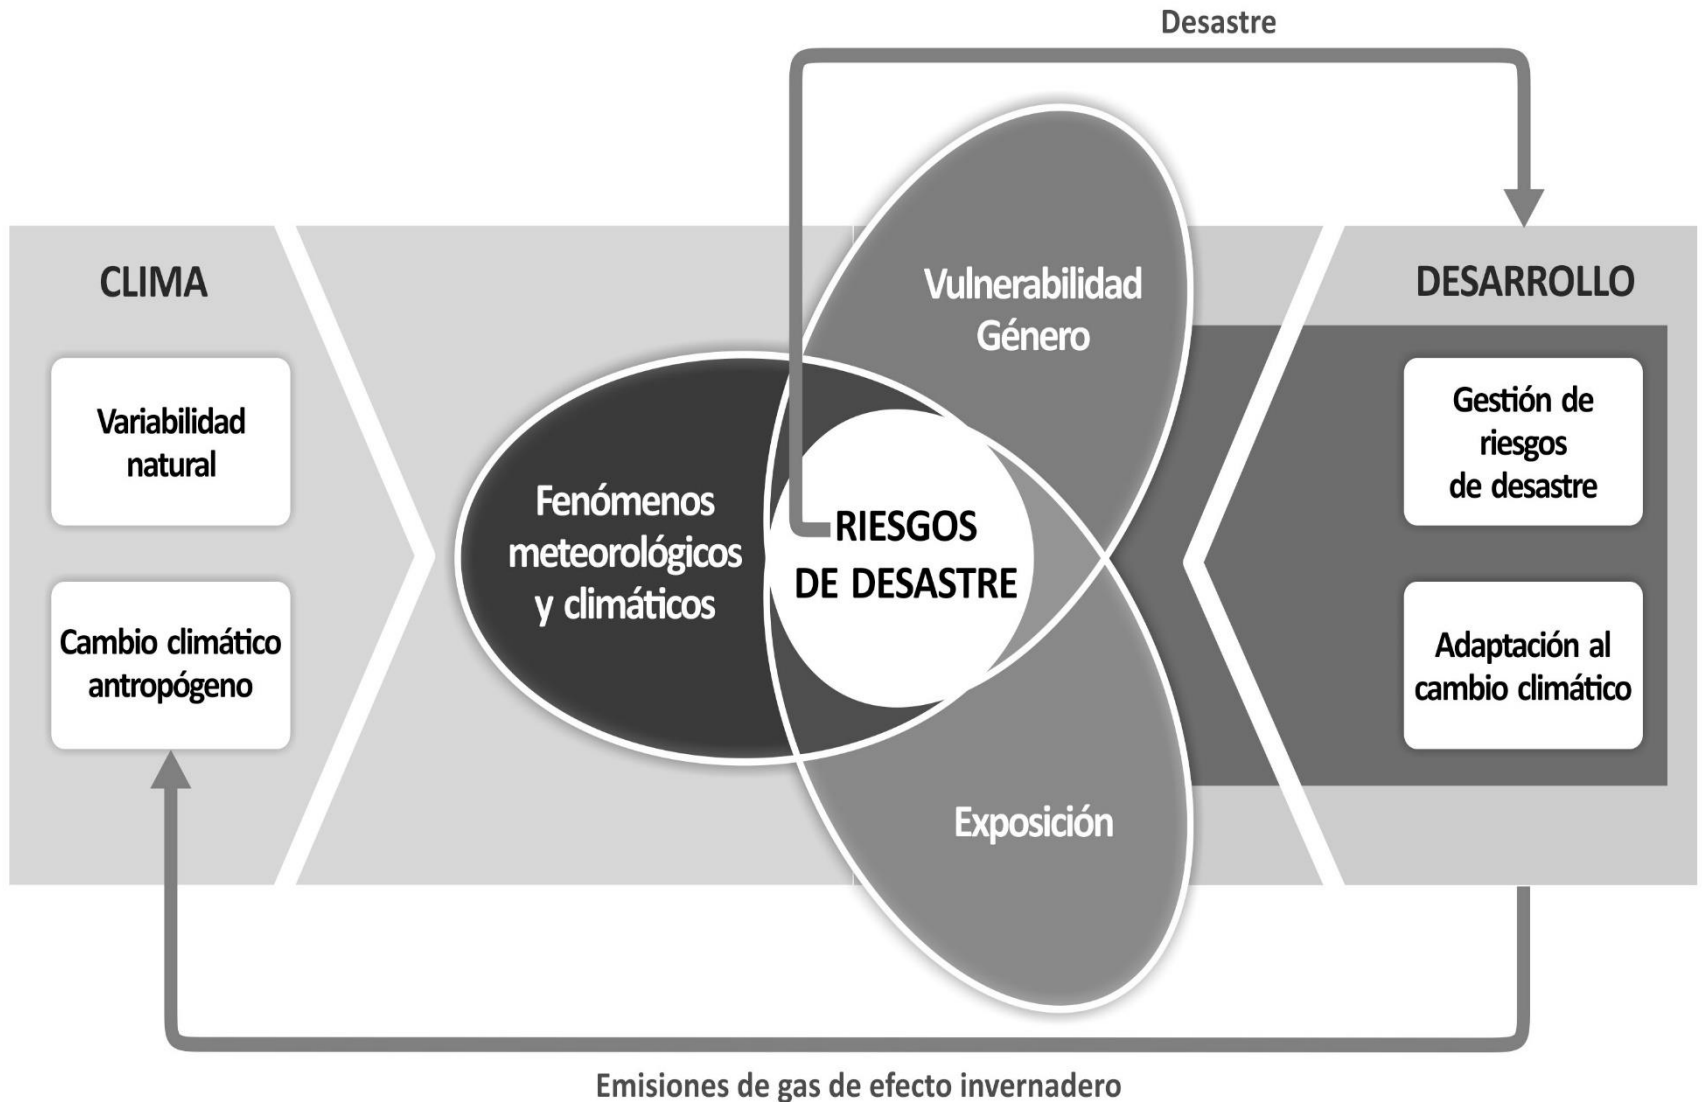 Desastre
CLIMA
Variabilidad
natural
Cambio climático
antropógeno
Fenómenos
meteorológicos
y climáticos
Vulnerabilidad
Género
RIESGOS
DE DESASTRE
Exposición
DESARROLLO
Gestión de
riesgos
de desastre
Adaptación al
cambio climático
Emisiones de gas de efecto invernadero